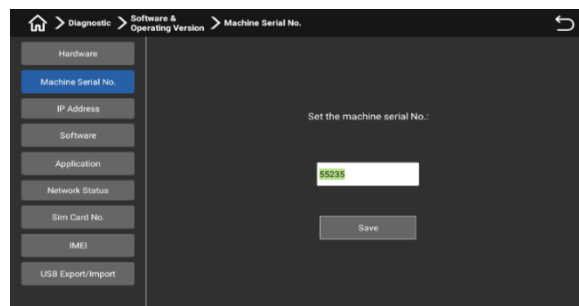 Diagnostic
Software &
Operating Version
Machine Serial No.
Hardware
Machine Serial No.
IP Address
Software
Application
Network Status
Sim Card No.
IMEI
USB Export/Import
Set the machine serial No.:
55235
Save